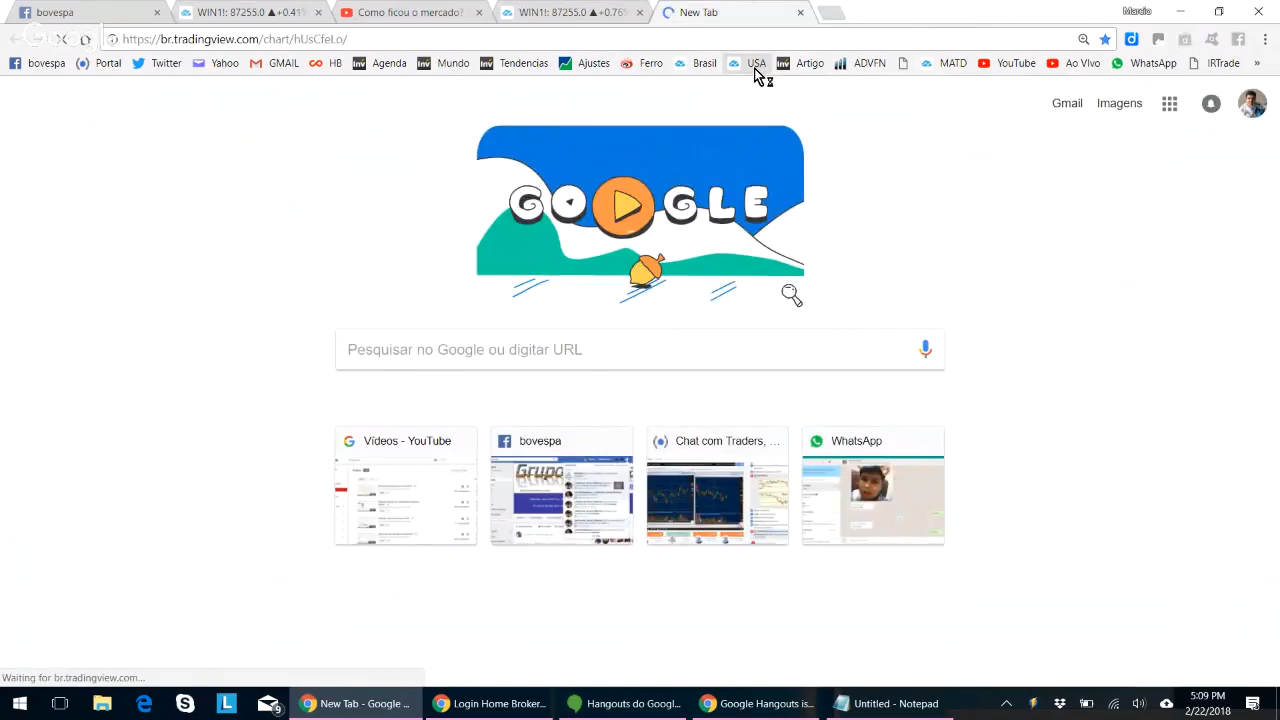 bovespa
WIN1!: 87255.0 ▲+0.41%
Como ficou o mercado?
WIN1!: 87255.0 ▲+0.76%
New Tab
Marcio
https://br.tradingview.com/chart/hUsCfeLo/
bovespa
Portal
Twitter
Yahoo
GMAIL
HB
Agenda
Mundo
Tendencias
Ajustes
Ferro
Brasil
USA
Artigo
ADVFN
MATD
YouTube
Ao Vivo
WhatsApp
IRTrade
»
Gmail
Imagens
GOGLE
Pesquisar no Google ou digitar URL
Vídeos - YouTube
bovespa
Chat com Traders, ...
WhatsApp
Grupo
Waiting for br.tradingview.com...
9
New Tab - Google ...
Login Home Broker...
Hangouts do Googl...
Google Hangouts is...
Untitled - Notepad
5:09 PM
2/22/2018